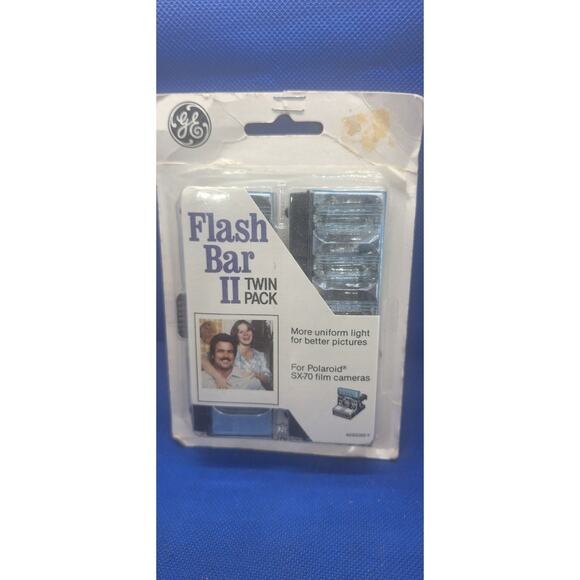 GE
Flash
Bar
II TWIN
PACK
More uniform light
for better pictures
For Polaroid®
SX-70 film cameras